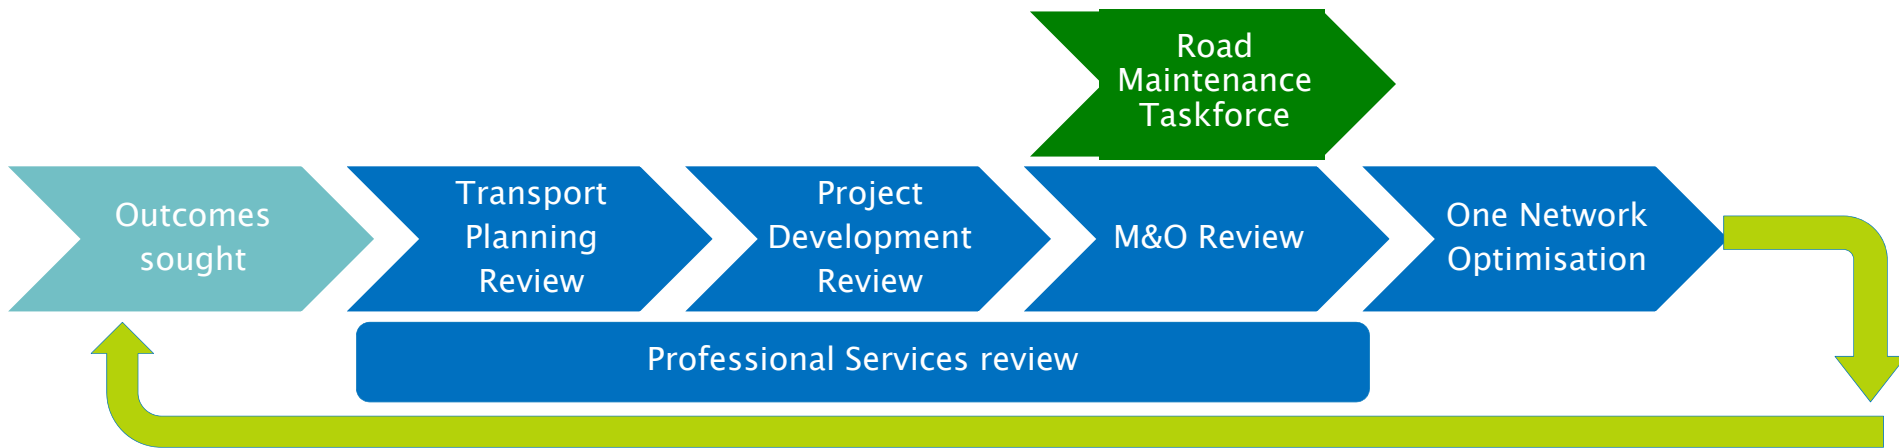 Road
Maintenance
Taskforce
Outcomes
sought
Transport
Planning
Review
Project
Development
Review
M&O Review
One Network
Optimisation
Professional Services review